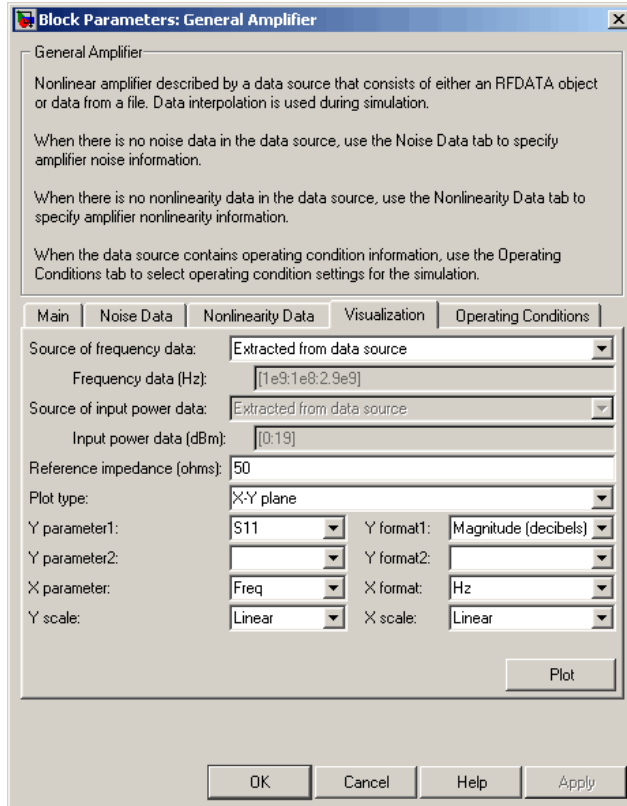 Block Parameters: General Amplifier
General Amplifier
Nonlinear amplifier described by a data source that consists of either an RFDATA object
or data from a file. Data interpolation is used during simulation.
When there is no noise data in the data source, use the Noise Data tab to specify
amplifier noise information.
When there is no nonlinearity data in the data source, use the Nonlinearity Data tab to
specify amplifier nonlinearity information.
When the data source contains operating condition information, use the Operating
Conditions tab to select operating condition settings for the simulation.
Main Noise Data Nonlinearity Data Visualization Operating Conditions
Source of frequency data: Extracted from data source
Frequency data (Hz): [1e9:1e8:2.9e9]
Source of input power data: Extracted from data source
Input power data (dBm): [0:19]
Reference impedance (ohms): 50
Plot type: X-Y plane
Y parameter1: S11 Y format1: Magnitude (decibels)
Y parameter2: Y format2:
X parameter: Freq X format: Hz
Y scale: Linear X scale: Linear
Plot
OK Cancel Help Apply